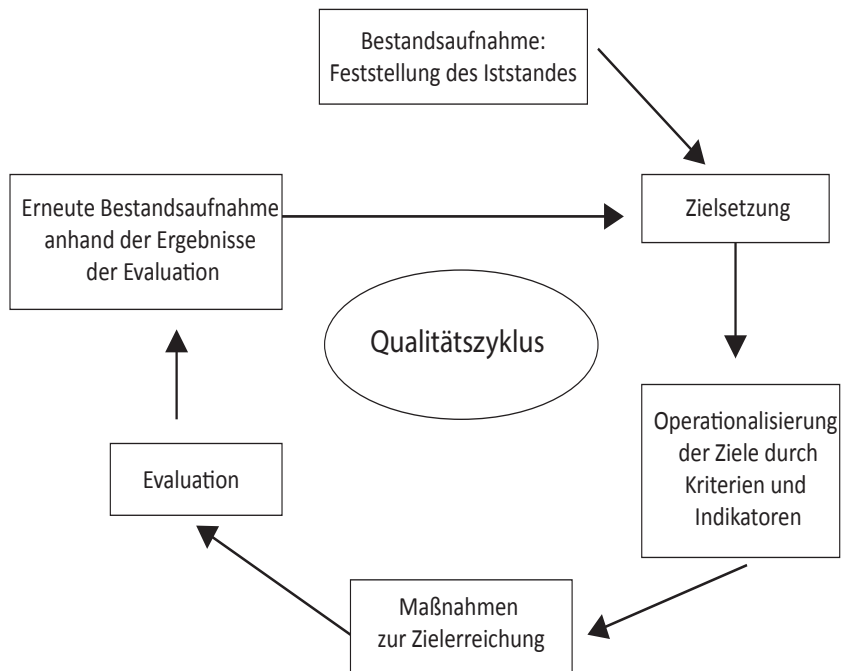 Bestandsaufnahme:
Feststellung des Iststandes
Zielsetzung
Operationalisierung
der Ziele durch
Kriterien und
Indikatoren
Maßnahmen
zur Zielerreichung
Evaluation
Erneute Bestandsaufnahme
anhand der Ergebnisse
der Evaluation
Qualitätszyklus